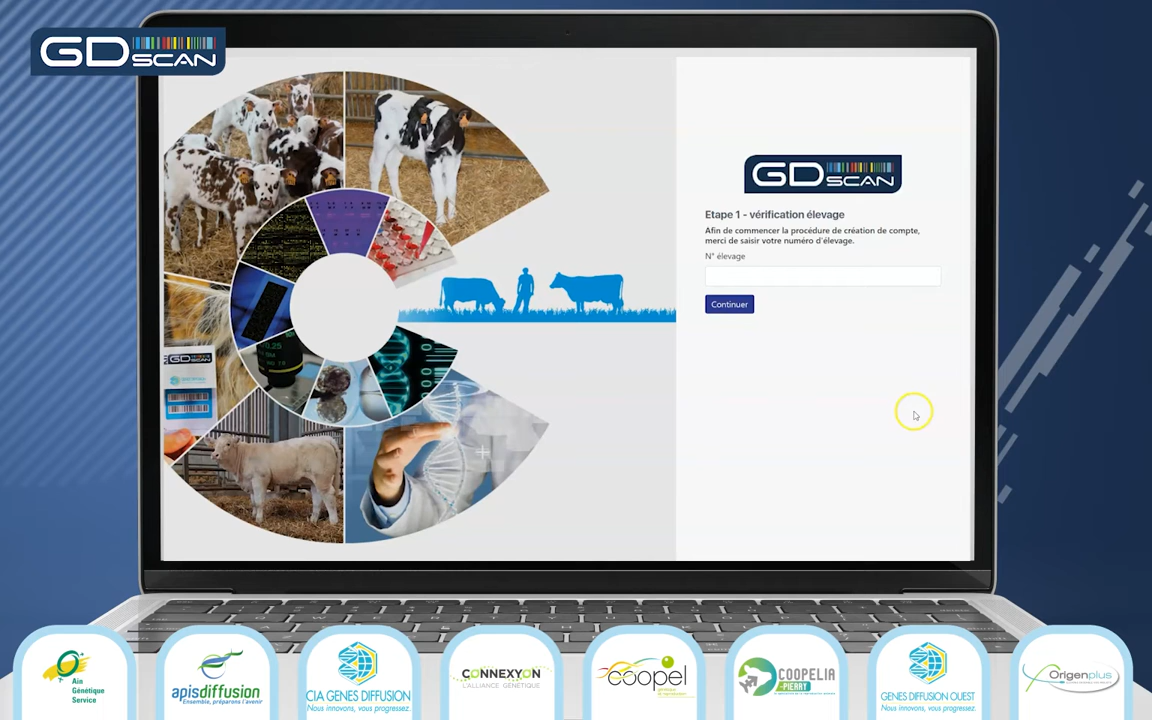 GD SCAN
GD SCAN
Etape 1 - vérification élevage
Afin de commencer la procédure de création de compte,
merci de saisir votre numéro d'élevage.
N° élevage
Continuer
GD SCAN
Ain
Génétique
Service
apisdiffusion
Ensemble, préparons l'avenir
CIA GENES DIFFUSION
Nous innovons, vous progressez.
CONNEXYON
L'ALLIANCE GÉNÉTIQUE
coopel
COOPELIA
PIERRY
GENES DIFFUSION OUEST
Nous innovons, vous progressez.
Origenplus